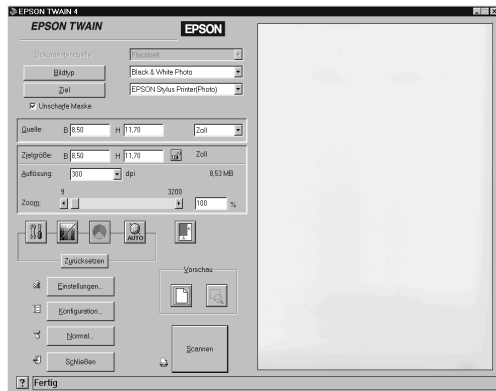 EPSON TWAIN 4
EPSON TWAIN
EPSON
Dokumentenquelle: Flachbett
Bildtyp Black & White Photo
Ziel EPSON Stylus Printer(Photo)
Unscharfe Maske
Quelle: B 8,50 H 11,70 Zoll
Zielgröße: B 8,50 H 11,70 Zoll
Auflösung: 300 dpi 8,53 MB
9 3200
Zoom: 100 %
AUTO
Zurücksetzen
Vorschau
Einstellungen...
Konfiguration...
Normal...
Schließen
Scannen
? Fertig